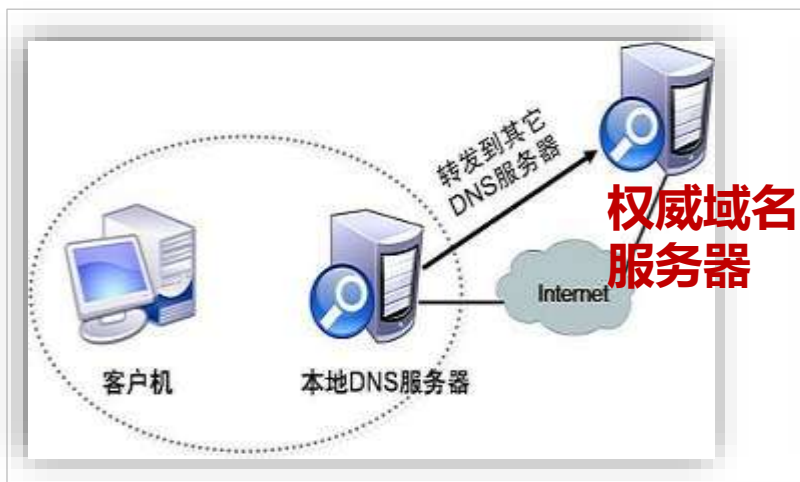 转发到其它
DNS服务器
权威域名
服务器
Internet
客户机
本地DNS服务器